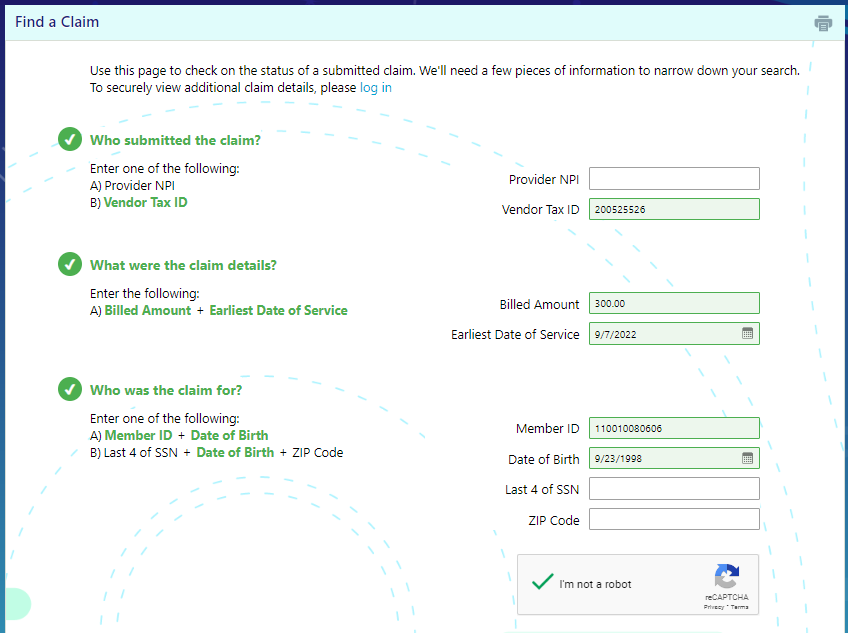 Find a Claim
Use this page to check on the status of a submitted claim. We'll need a few pieces of information to narrow down your search.
To securely view additional claim details, please log in
Who submitted the claim?
Enter one of the following:
A) Provider NPI
B) Vendor Tax ID
Provider NPI
Vendor Tax ID 200525526
What were the claim details?
Enter the following:
A) Billed Amount + Earliest Date of Service
Billed Amount 300.00
Earliest Date of Service 9/7/2022
Who was the claim for?
Enter one of the following:
A) Member ID + Date of Birth
B) Last 4 of SSN + Date of Birth + ZIP Code
Member ID 110010080606
Date of Birth 9/23/1998
Last 4 of SSN
ZIP Code
I'm not a robot
reCAPTCHA
Privacy - Terms